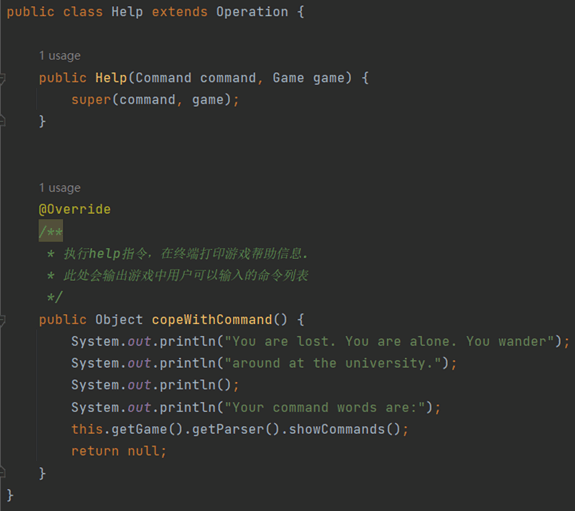 public class Help extends Operation {
1 usage
public Help(Command command, Game game) {
super(command, game);
}
1 usage
@Override
/**
* 执行help指令，在终端打印游戏帮助信息.
* 此处会输出游戏中用户可以输入的命令列表
*/
public Object copeWithCommand() {
System.out.println("You are lost. You are alone. You wander");
System.out.println("around at the university.");
System.out.println();
System.out.println("Your command words are:");
this.getGame().getParser().showCommands();
return null;
}
}